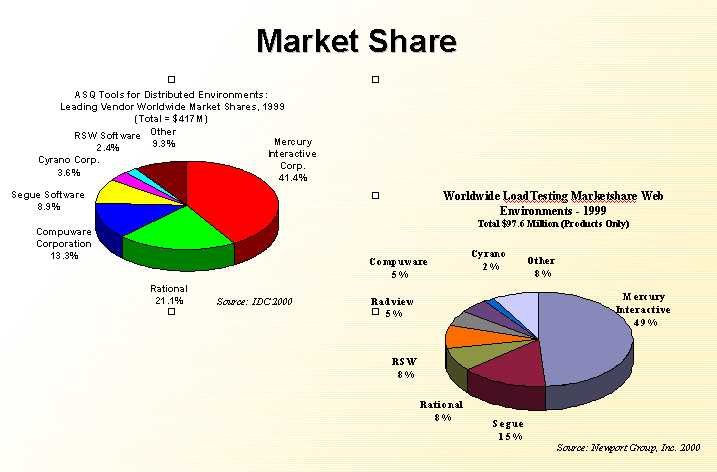 Market Share
ASQ Tools for Distributed Environments:
Leading Vendor Worldwide Market Shares, 1999
(Total = $417M)
Other
9.3%
RSW Software
2.4%
Cyrano Corp.
3.6%
Segue Software
8.9%
Compuware
Corporation
13.3%
Rational
21.1%
Mercury
Interactive
Corp.
41.4%
Source: IDC 2000
Worldwide LoadTesting Marketshare Web
Environments - 1999
Total $97.6 Million (Products Only)
Compuware
5%
Cyrano
2%
Other
8%
Radview
5%
Mercury
Interactive
49%
RSW
8%
Rational
8%
Segue
15%
Source: Newport Group, Inc. 2000